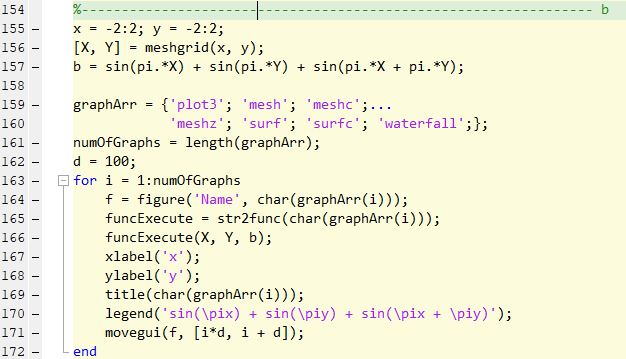 154 %---------------------------------------------------------------- b
155 – x = -2:2; y = -2:2;
156 – [X, Y] = meshgrid(x, y);
157 – b = sin(pi.*X) + sin(pi.*Y) + sin(pi.*X + pi.*Y);
158
159 – graphArr = {'plot3'; 'mesh'; 'meshc';...
160 'meshz'; 'surf'; 'surfc'; 'waterfall';};
161 – numOfGraphs = length(graphArr);
162 – d = 100;
163 – for i = 1:numOfGraphs
164 – f = figure('Name', char(graphArr(i)));
165 – funcExecute = str2func(char(graphArr(i)));
166 – funcExecute(X, Y, b);
167 – xlabel('x');
168 – ylabel('y');
169 – title(char(graphArr(i)));
170 – legend('sin(\pix) + sin(\piy) + sin(\pix + \piy)');
171 – movegui(f, [i*d, i + d]);
172 – end